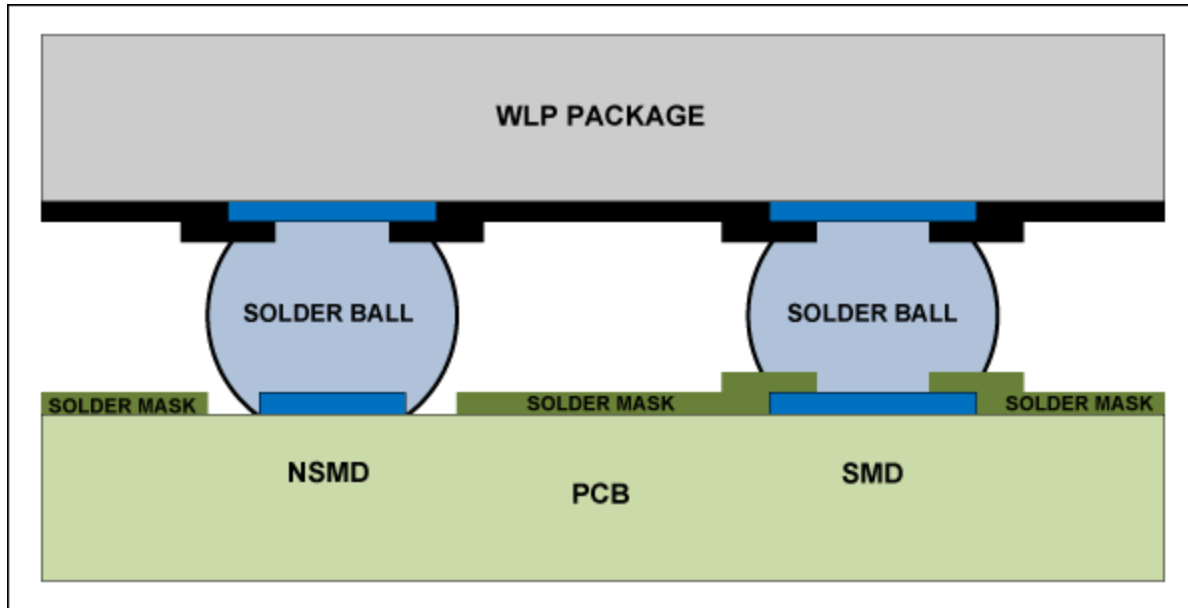 WLP PACKAGE
SOLDER BALL
SOLDER BALL
SOLDER MASK
SOLDER MASK
SOLDER MASK
NSMD
SMD
PCB